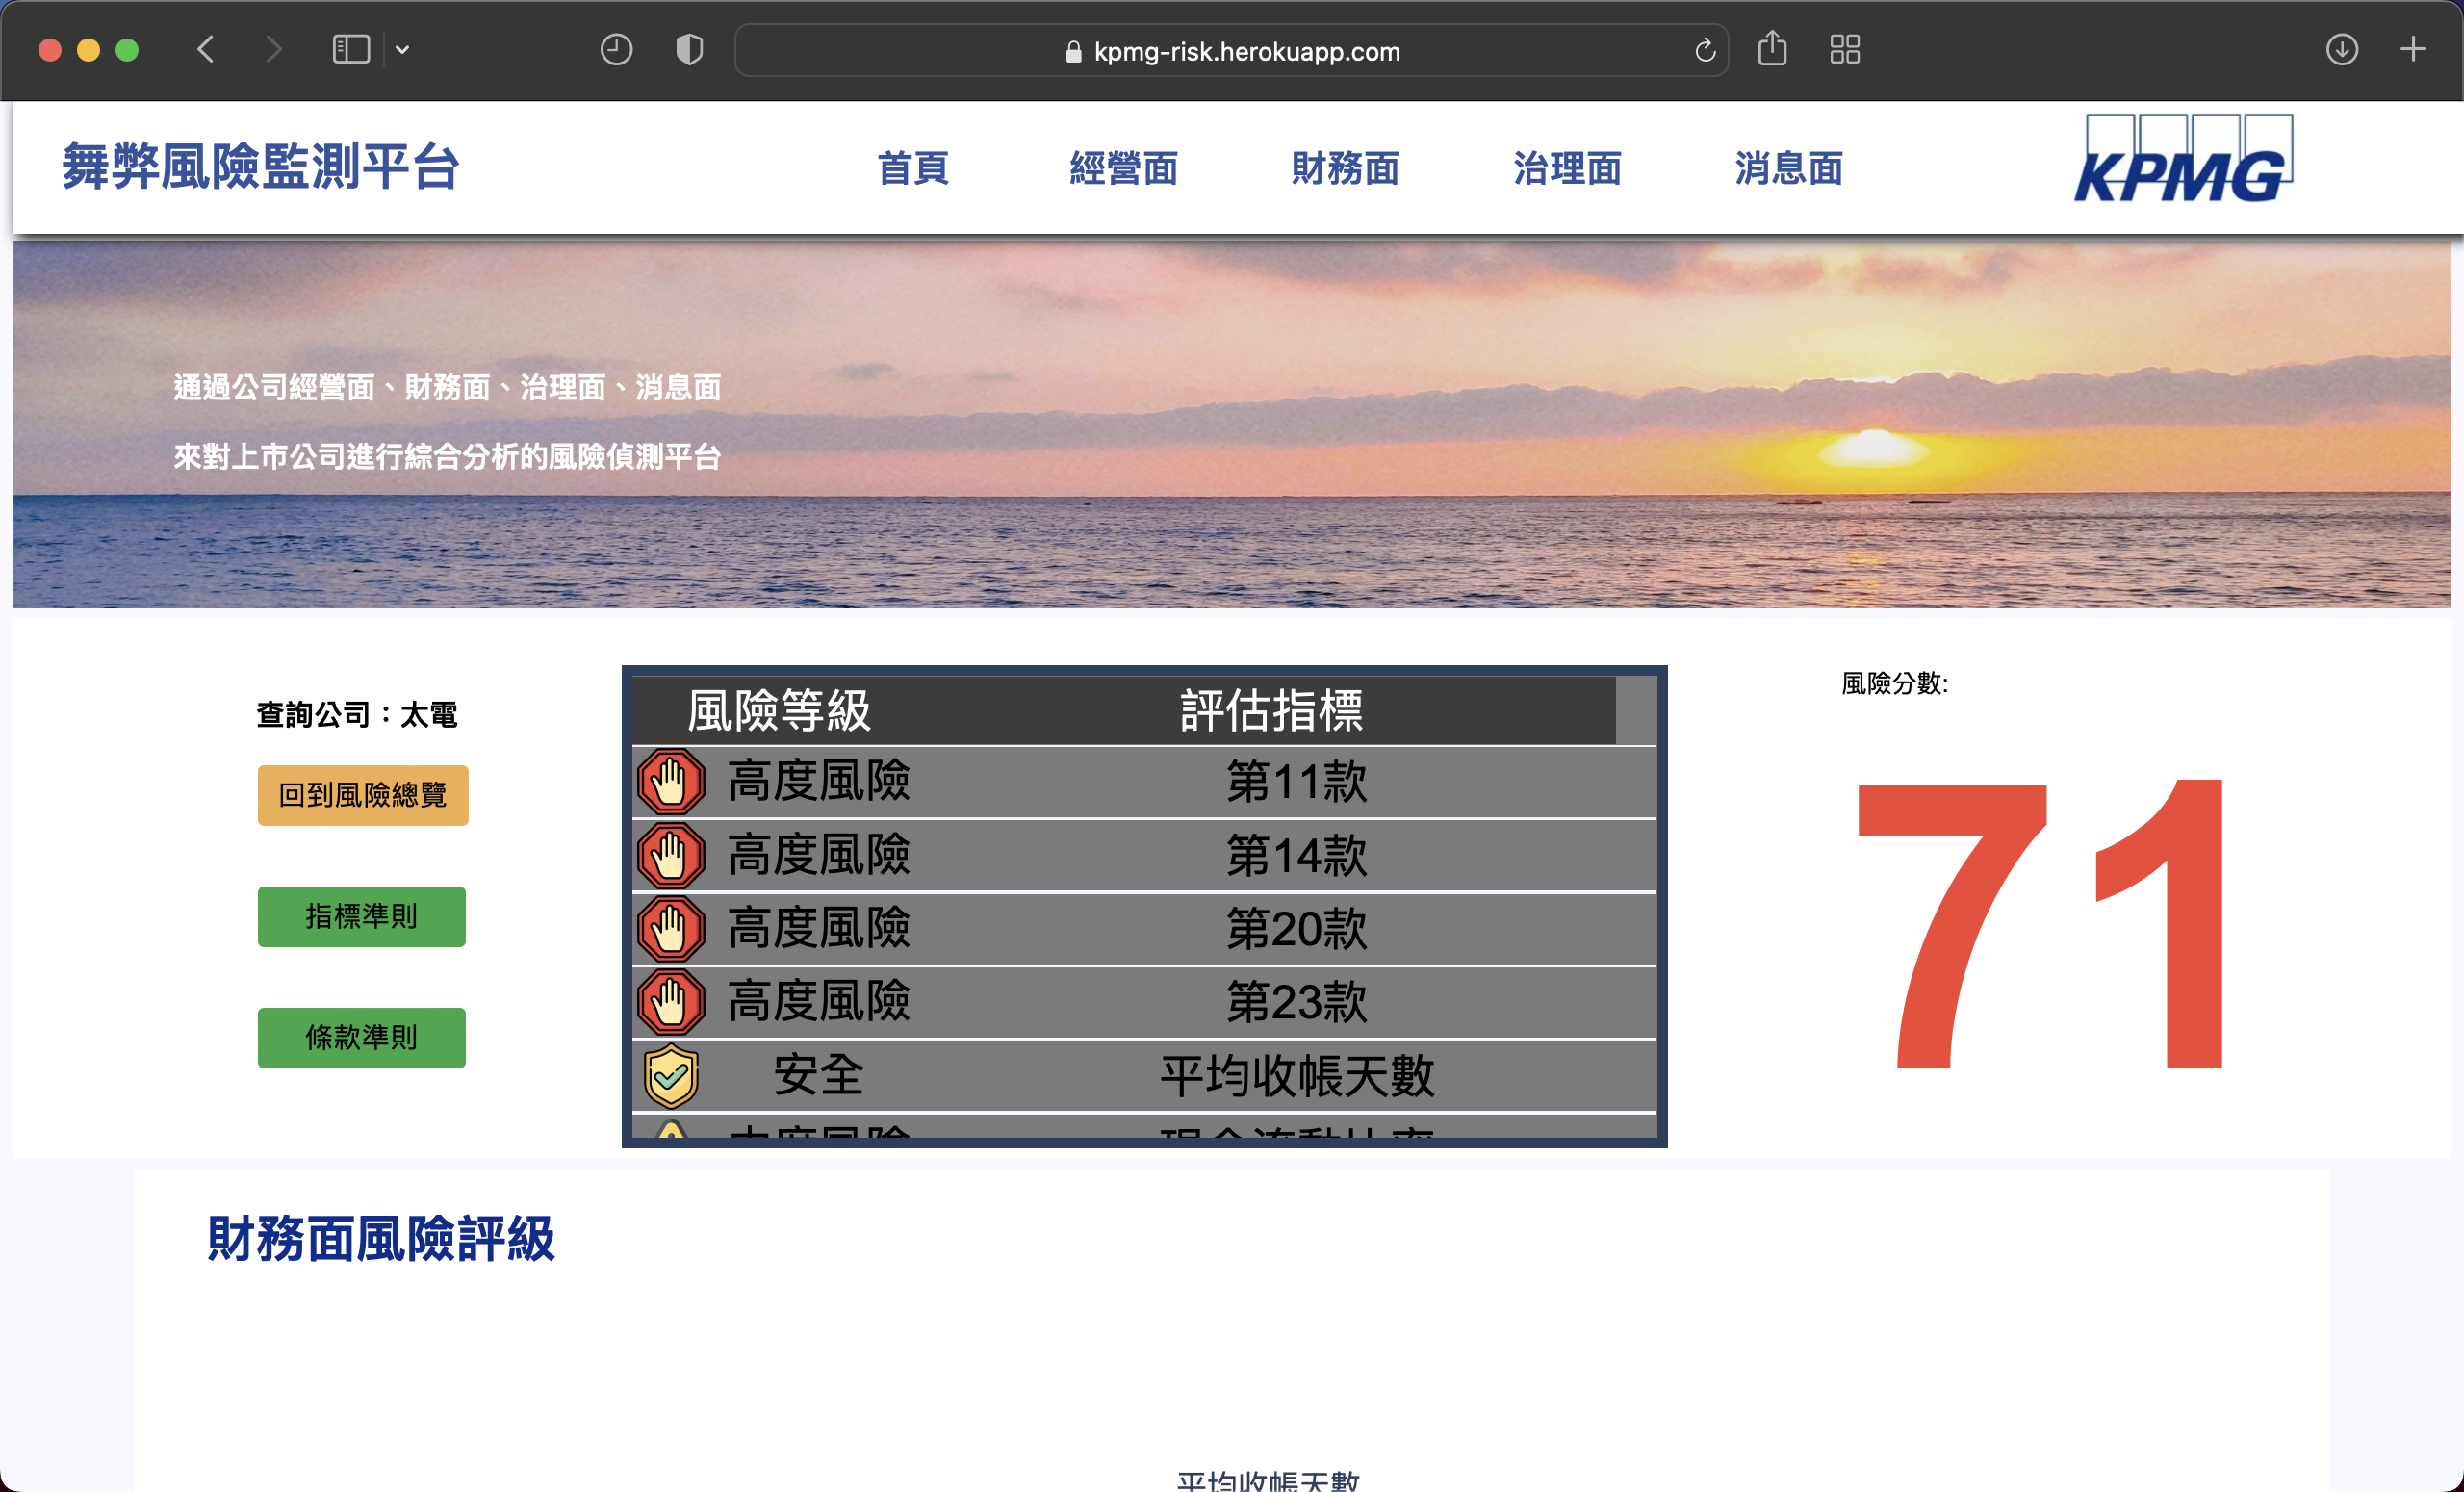 kpmg-risk.herokuapp.com
舞弊風險監測平台
首頁
經營面
財務面
治理面
消息面
KPMG
通過公司經營面、財務面、治理面、消息面
來對上市公司進行綜合分析的風險偵測平台
查詢公司：太電
回到風險總覽
指標準則
條款準則
風險等級 評估指標
高度風險 第11款
高度風險 第14款
高度風險 第20款
高度風險 第23款
安全 平均收帳天數
風險分數:
71
財務面風險評級
平均收帳天數